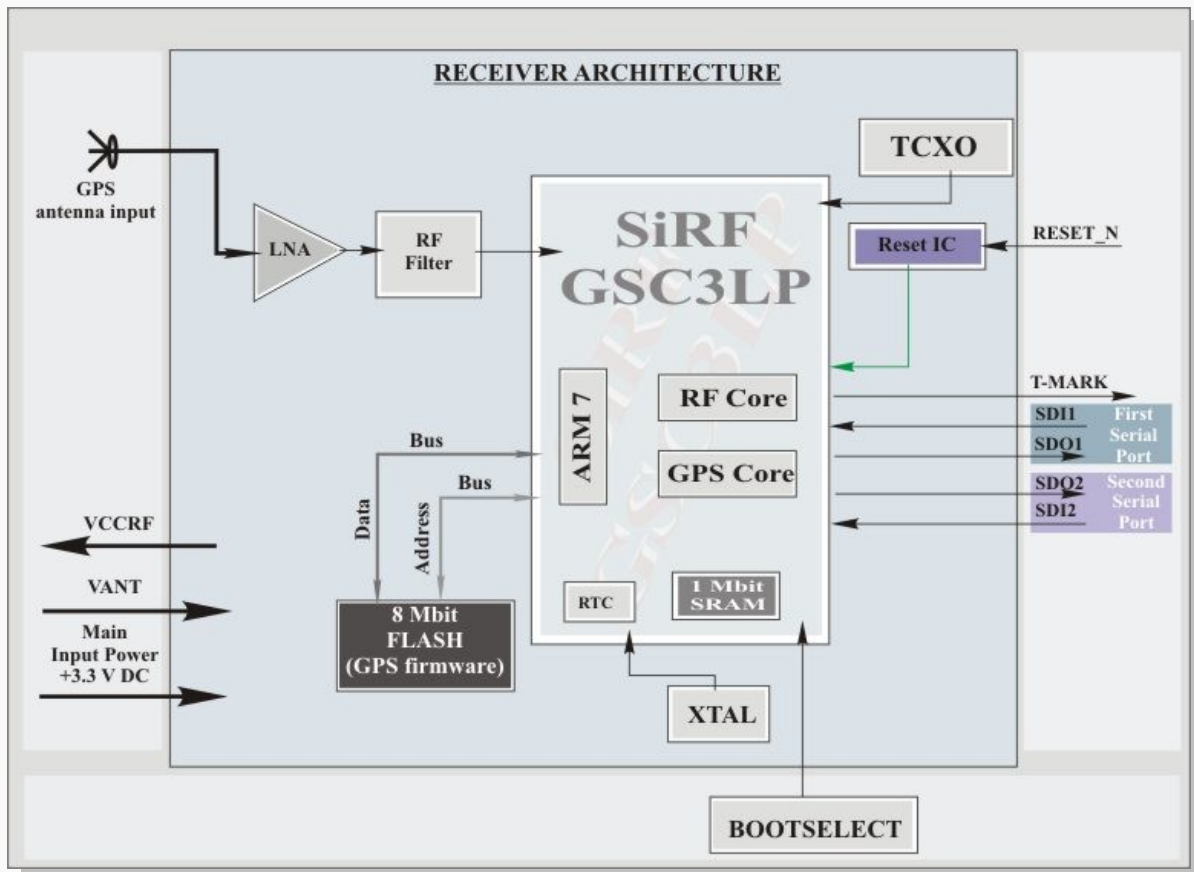 RECEIVER ARCHITECTURE
TCXO
GPS
antenna input
LNA
RF
Filter
SiRF
GSC3LP
Reset IC
RESET_N
ARM 7
RF Core
GPS Core
T-MARK
SDI1
SDO1
First
Serial
Port
SDO2
SDI2
Second
Serial
Port
Bus
Bus
Data
Address
VCCRF
VANT
Main
Input Power
+3.3 V DC
8 Mbit
FLASH
(GPS firmware)
RTC
1 Mbit
SRAM
XTAL
BOOTSELECT